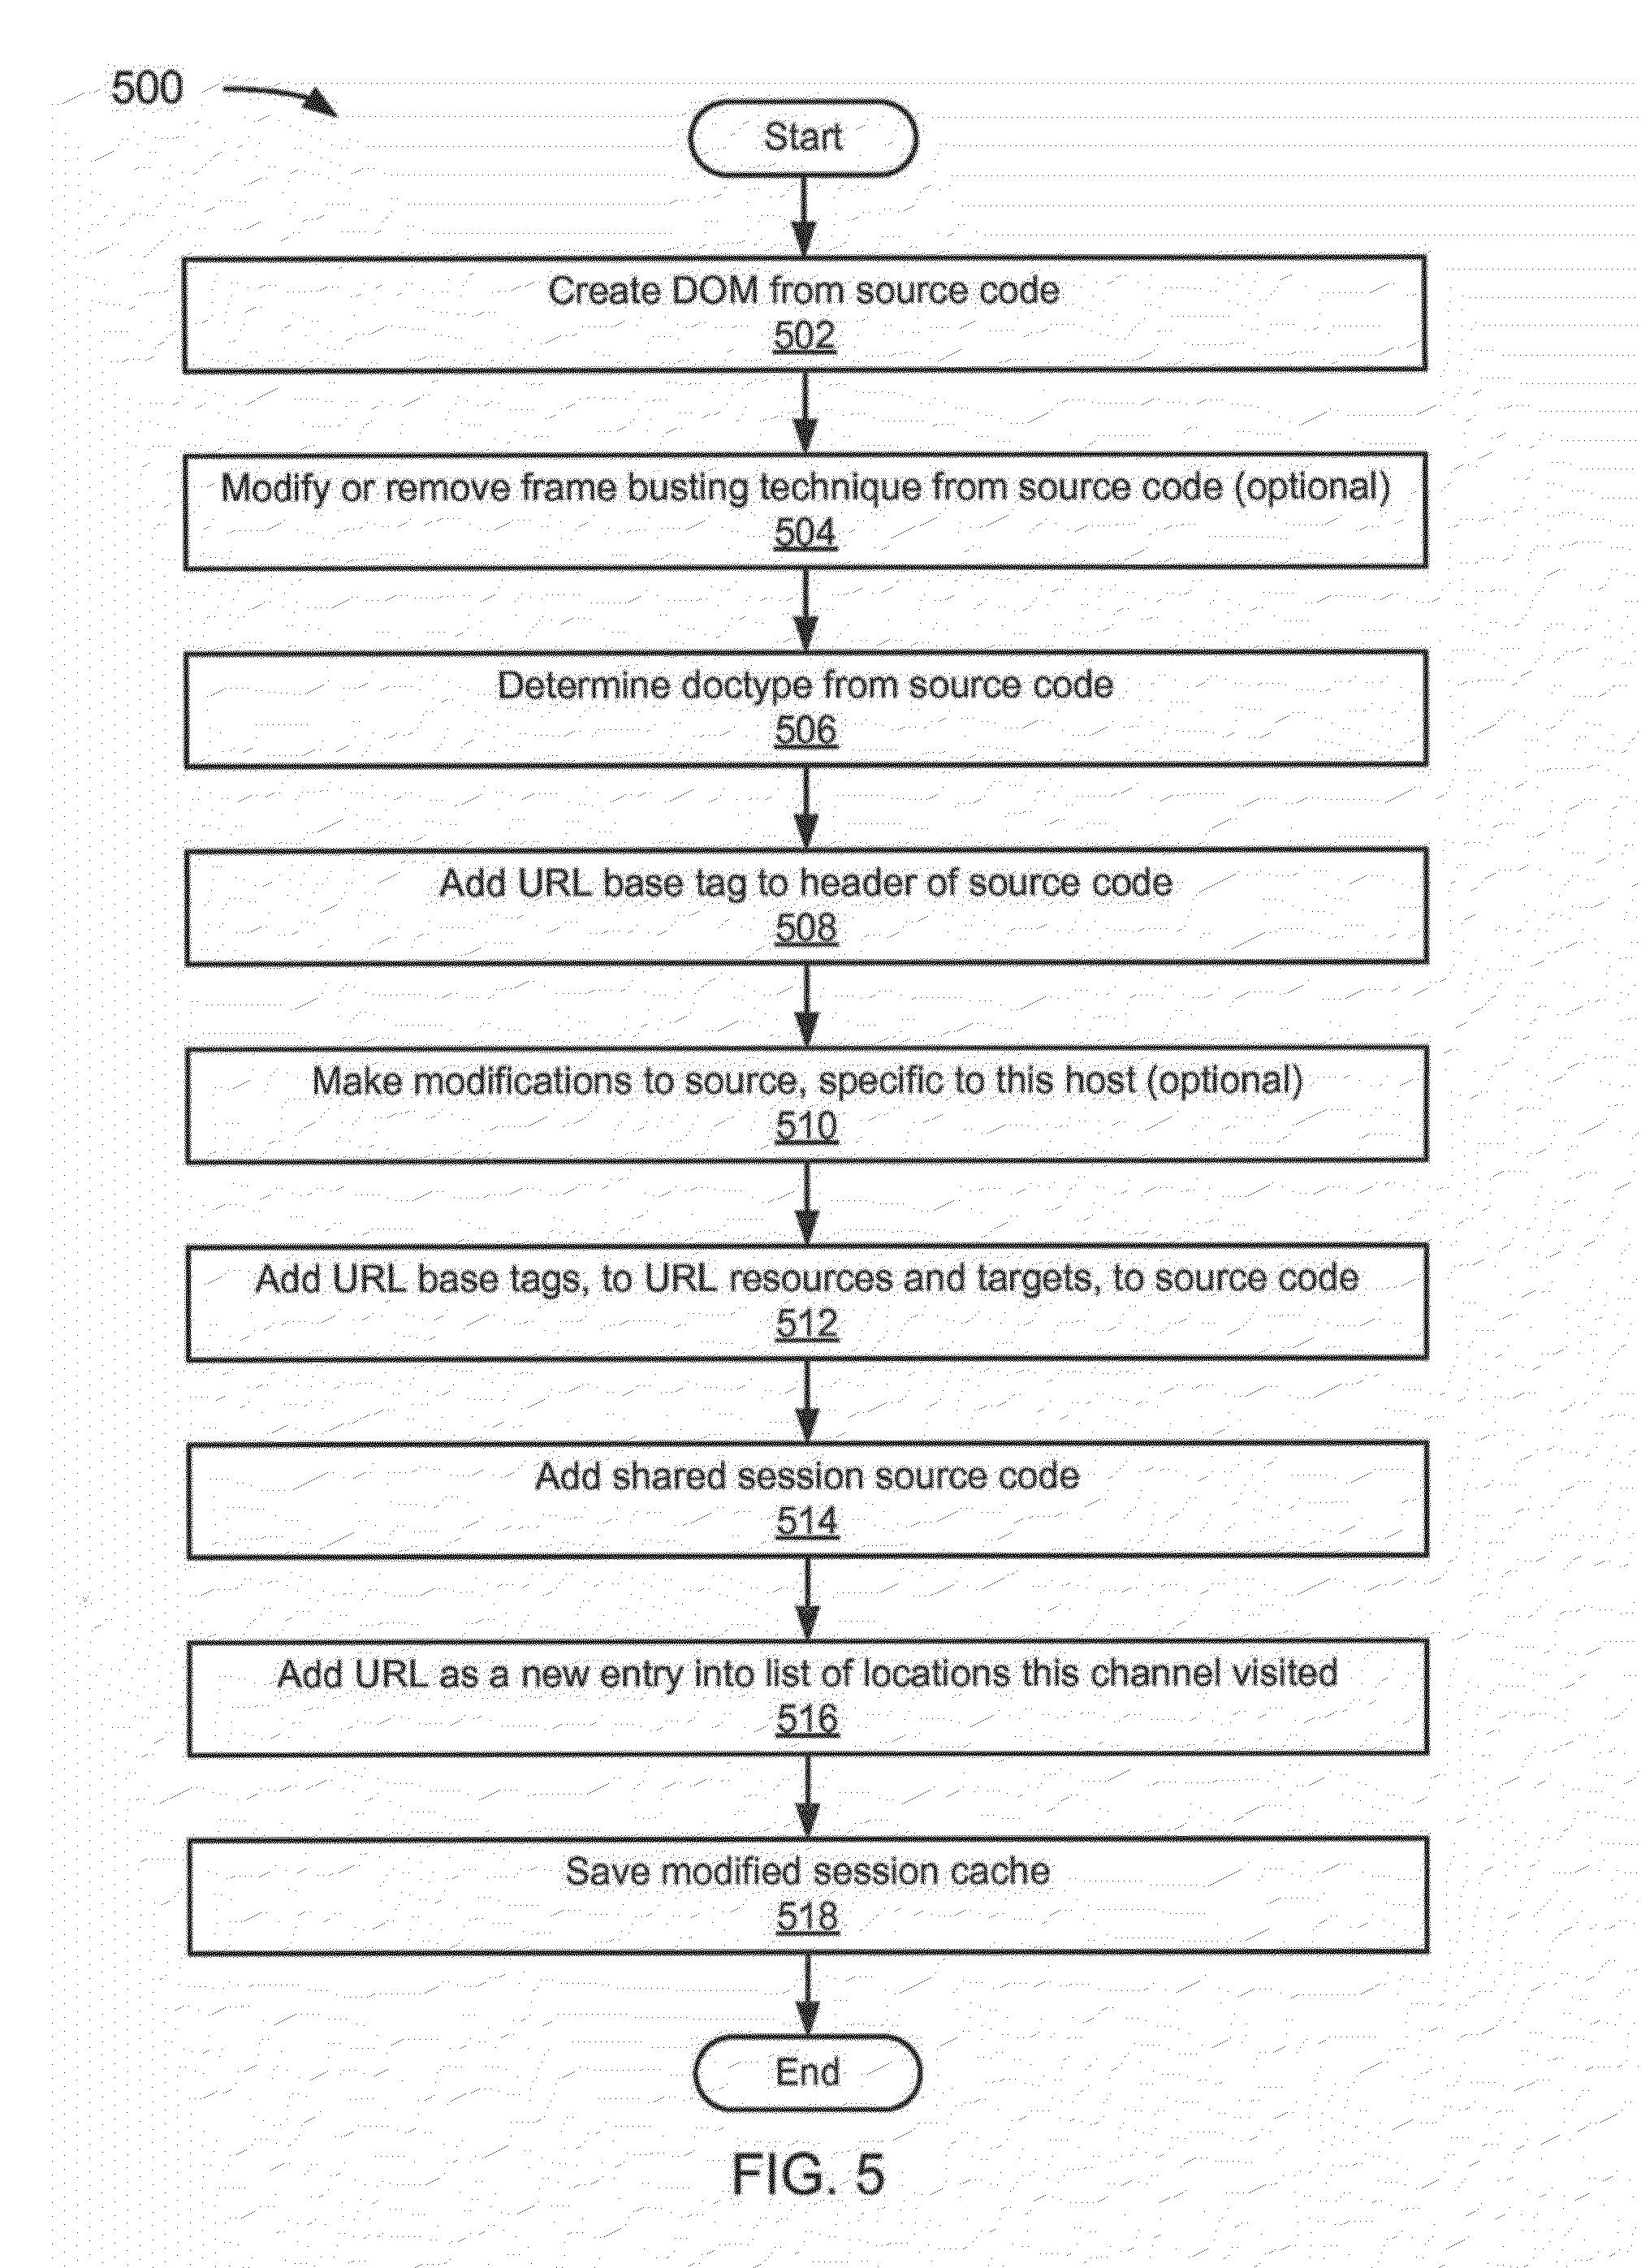 500
Start
Create DOM from source code
502
Modify or remove frame busting technique from source code (optional)
504
Determine doctype from source code
506
Add URL base tag to header of source code
508
Make modifications to source, specific to this host (optional)
510
Add URL base tags, to URL resources and targets, to source code
512
Add shared session source code
514
Add URL as a new entry into list of locations this channel visited
516
Save modified session cache
518
End
FIG. 5